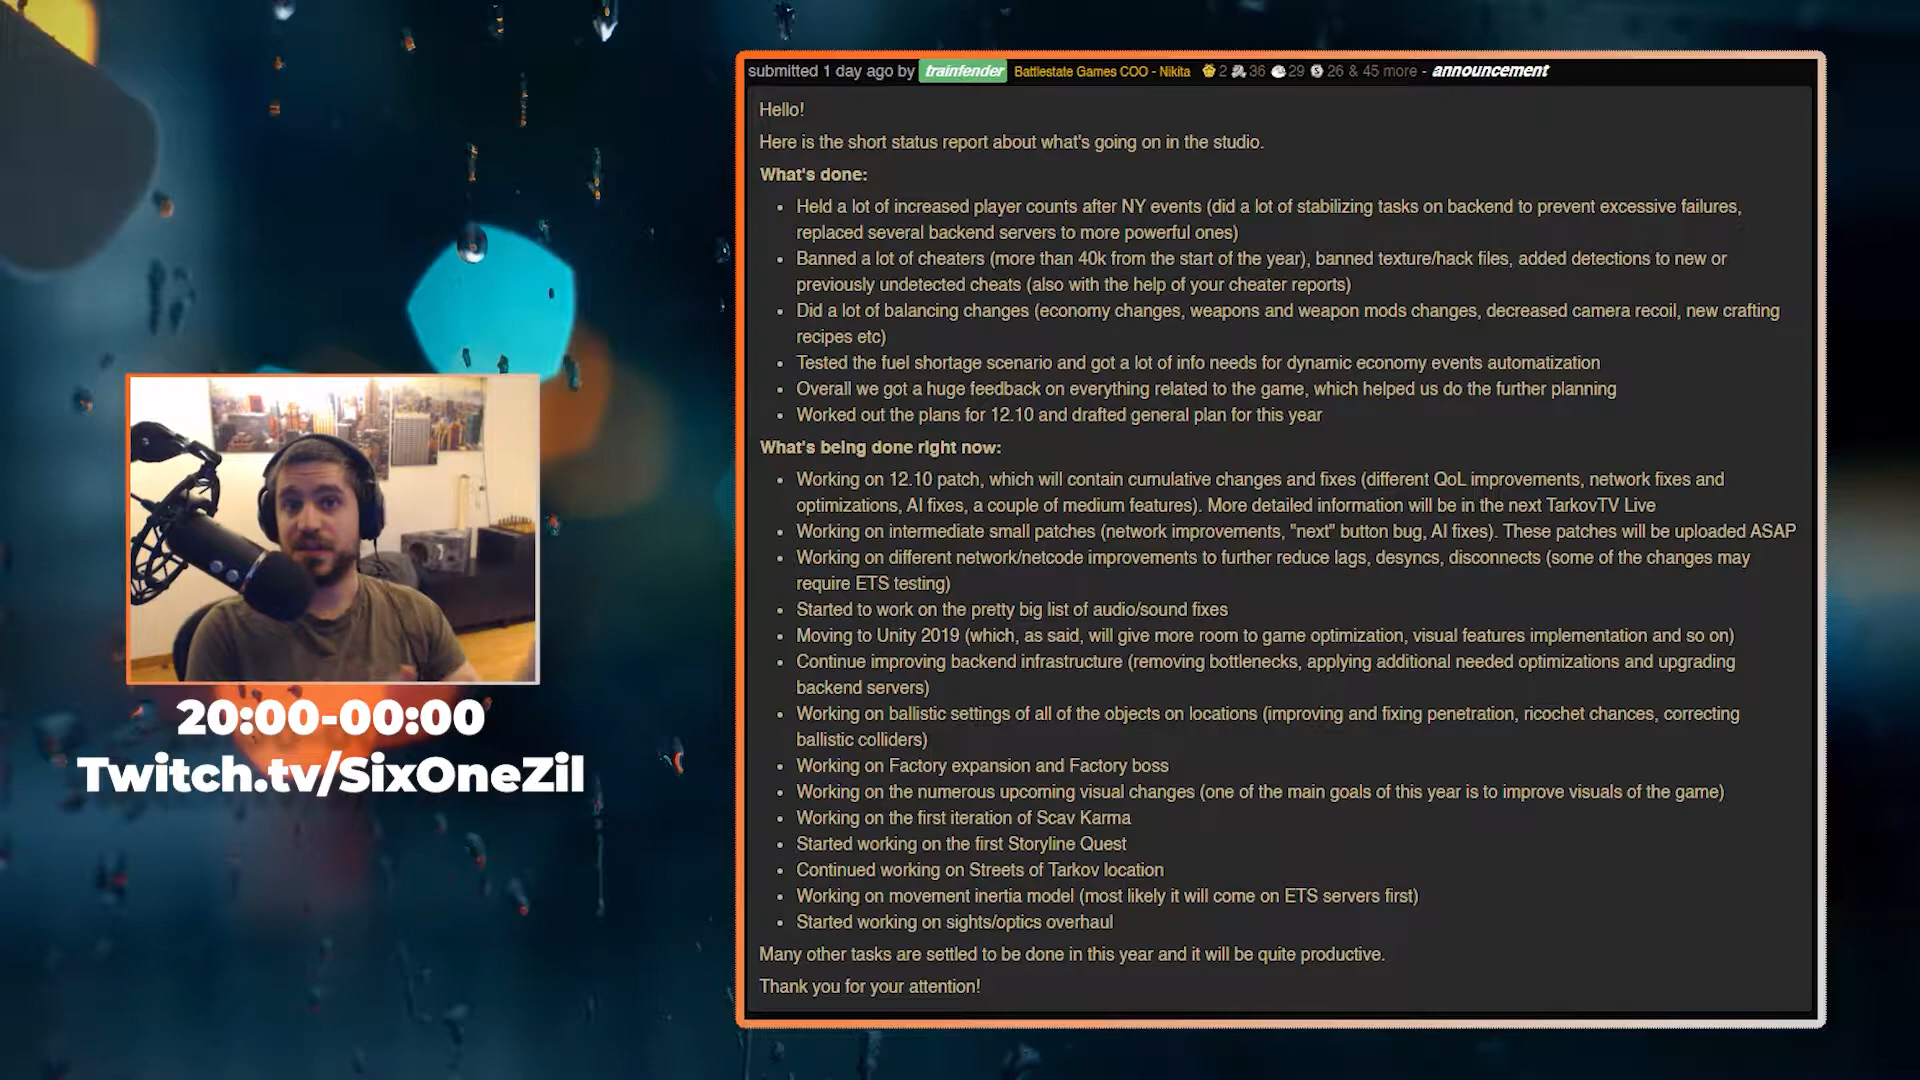 submitted 1 day ago by trainfender Battlestate Games COO - Nikita 2 36 29 26 & 45 more - announcement
Hello!
Here is the short status report about what's going on in the studio.
What's done:
Held a lot of increased player counts after NY events (did a lot of stabilizing tasks on backend to prevent excessive failures,
replaced several backend servers to more powerful ones)
Banned a lot of cheaters (more than 40k from the start of the year), banned texture/hack files, added detections to new or
previously undetected cheats (also with the help of your cheater reports)
Did a lot of balancing changes (economy changes, weapons and weapon mods changes, decreased camera recoil, new crafting
recipes etc)
Tested the fuel shortage scenario and got a lot of info needs for dynamic economy events automatization
Overall we got a huge feedback on everything related to the game, which helped us do the further planning
Worked out the plans for 12.10 and drafted general plan for this year
What's being done right now:
Working on 12.10 patch, which will contain cumulative changes and fixes (different QoL improvements, network fixes and
optimizations, AI fixes, a couple of medium features). More detailed information will be in the next TarkovTV Live
Working on intermediate small patches (network improvements, "next" button bug, AI fixes). These patches will be uploaded ASAP
Working on different network/netcode improvements to further reduce lags, desyncs, disconnects (some of the changes may
require ETS testing)
Started to work on the pretty big list of audio/sound fixes
Moving to Unity 2019 (which, as said, will give more room to game optimization, visual features implementation and so on)
Continue improving backend infrastructure (removing bottlenecks, applying additional needed optimizations and upgrading
backend servers)
Working on ballistic settings of all of the objects on locations (improving and fixing penetration, ricochet chances, correcting
ballistic colliders)
Working on Factory expansion and Factory boss
Working on the numerous upcoming visual changes (one of the main goals of this year is to improve visuals of the game)
Working on the first iteration of Scav Karma
Started working on the first Storyline Quest
Continued working on Streets of Tarkov location
Working on movement inertia model (most likely it will come on ETS servers first)
Started working on sights/optics overhaul
Many other tasks are settled to be done in this year and it will be quite productive.
Thank you for your attention!
20:00-00:00
Twitch.tv/SixOneZil